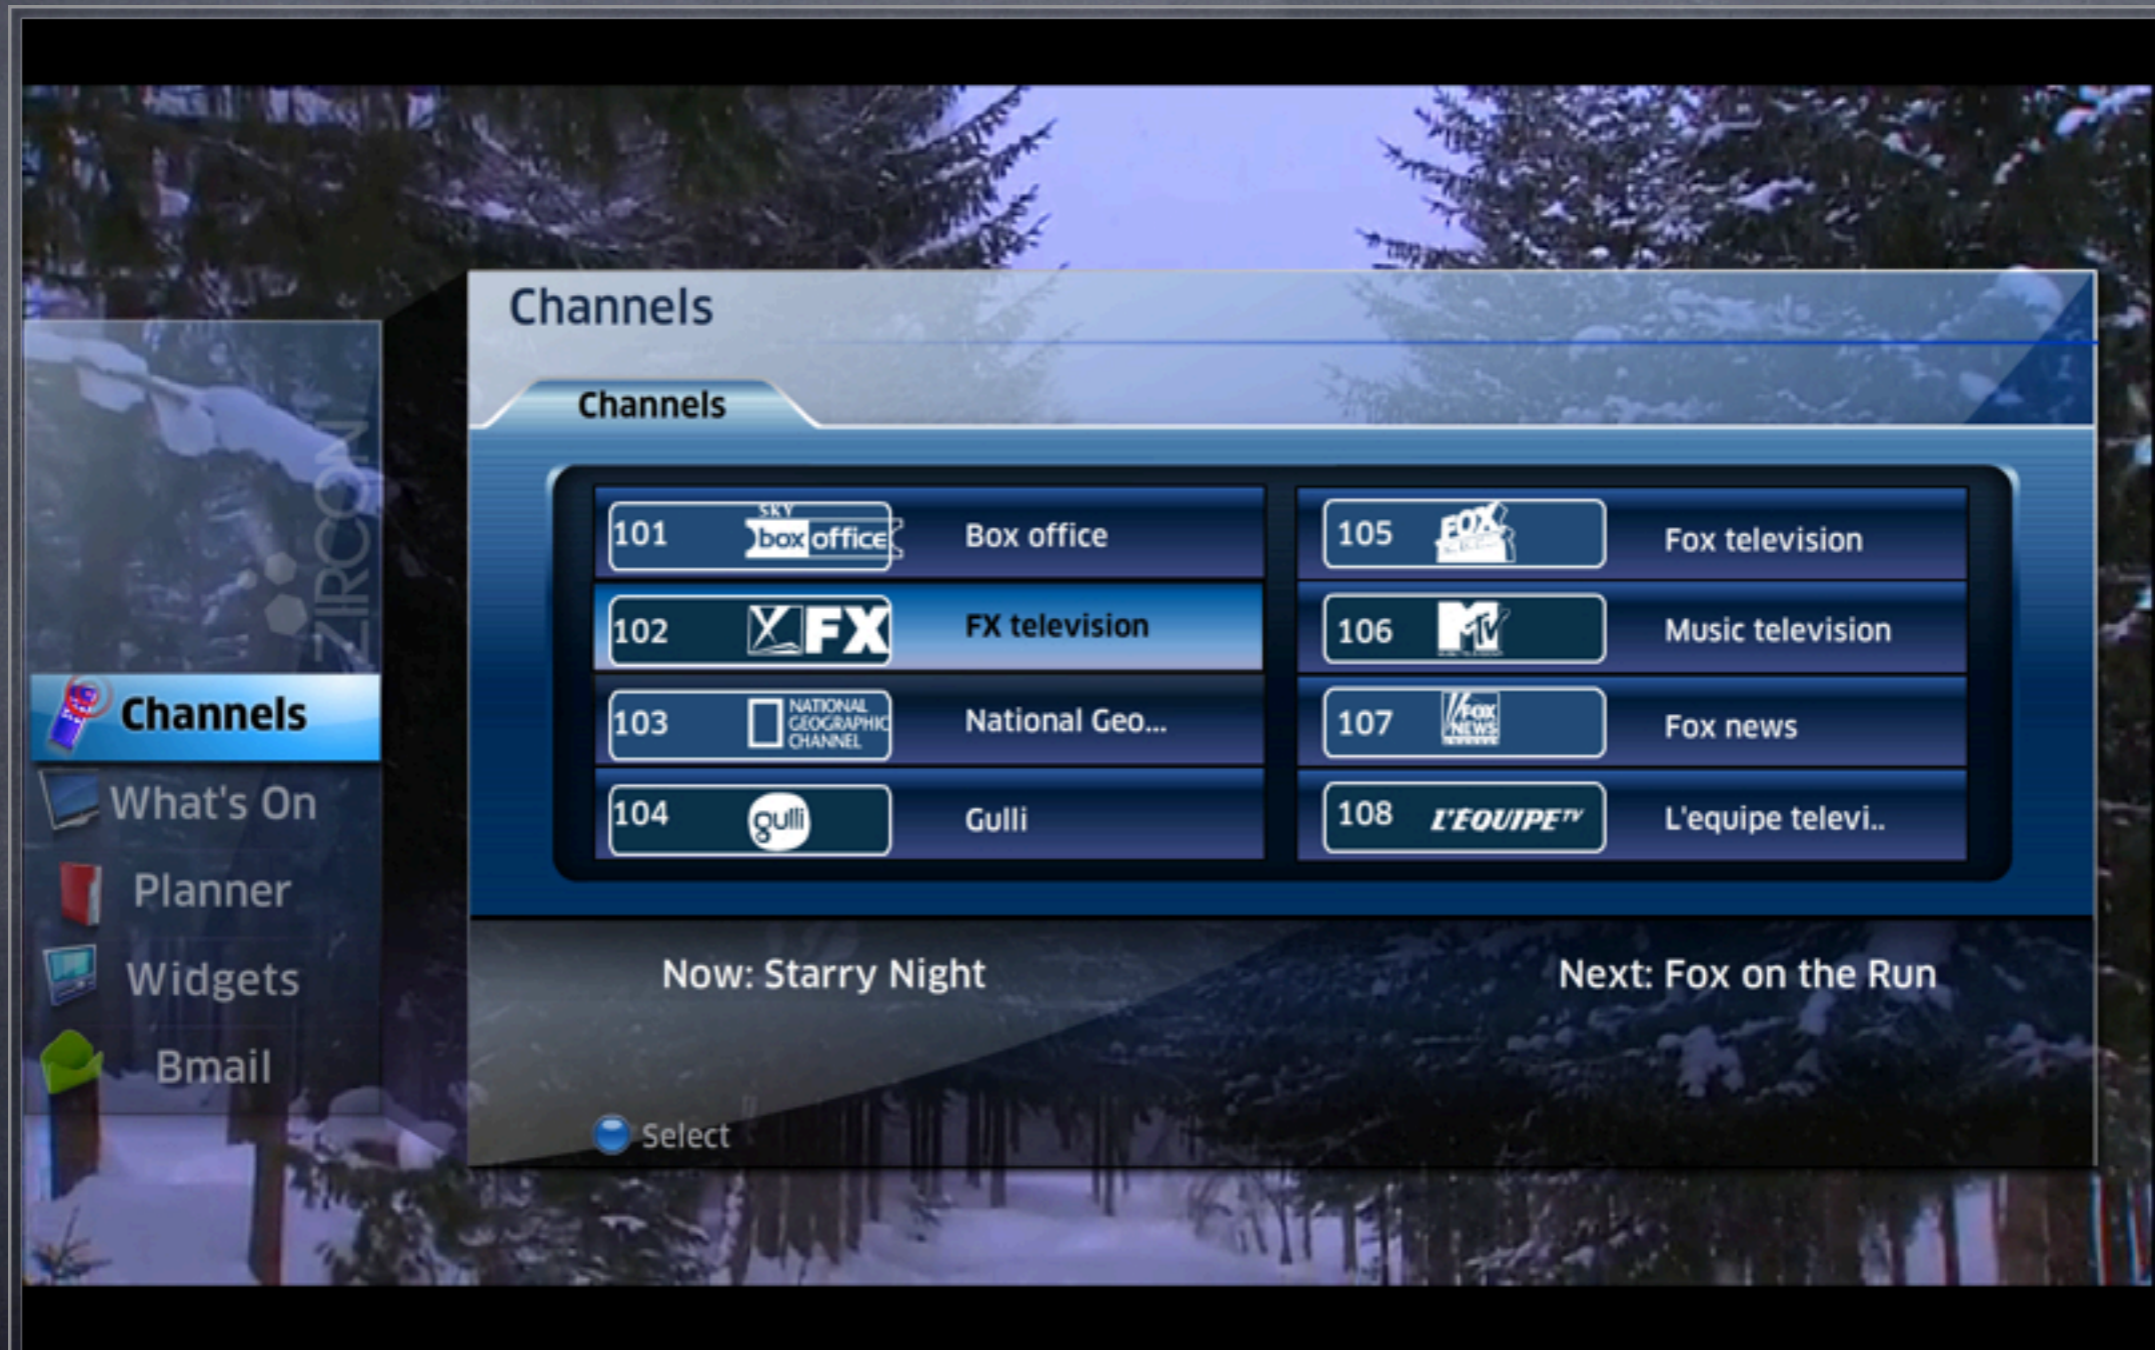 Channels
Channels
101 SKY box office Box office
102 FX FX television
103 NATIONAL GEOGRAPHIC CHANNEL National Geo...
104 gulli Gulli
105 FOX Fox television
106 MTV Music television
107 FOX NEWS Fox news
108 L'EQUIPE TV L'equipe televi..
Now: Starry Night
Next: Fox on the Run
Select
ZIRCON
Channels
What's On
Planner
Widgets
Bmail